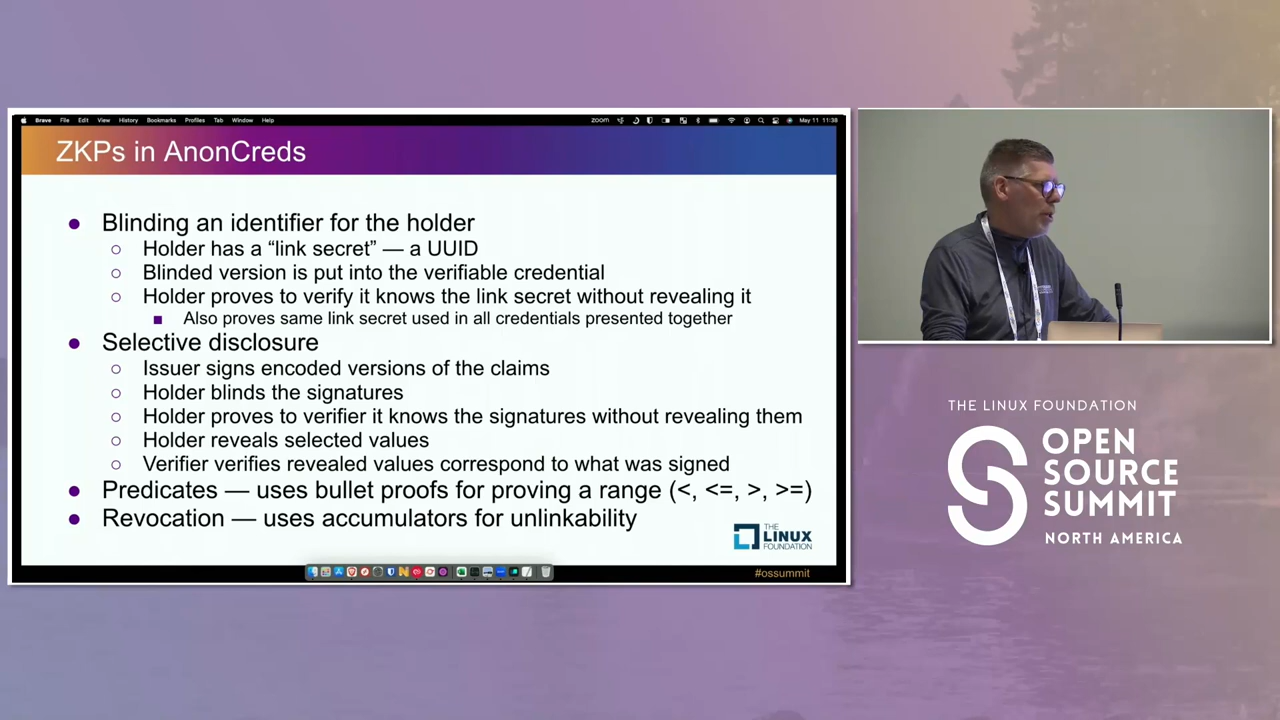 Brave File Edit View History Bookmarks Profiles Tab Window Help
zoom
May 11 11:38
ZKPs in AnonCreds
● Blinding an identifier for the holder
○ Holder has a “link secret” — a UUID
○ Blinded version is put into the verifiable credential
○ Holder proves to verify it knows the link secret without revealing it
■ Also proves same link secret used in all credentials presented together
● Selective disclosure
○ Issuer signs encoded versions of the claims
○ Holder blinds the signatures
○ Holder proves to verifier it knows the signatures without revealing them
○ Holder reveals selected values
○ Verifier verifies revealed values correspond to what was signed
● Predicates — uses bullet proofs for proving a range (<, <=, >, >=)
● Revocation — uses accumulators for unlinkability
THE
LINUX
FOUNDATION
#ossummit
THE LINUX FOUNDATION
OPEN
SOURCE
SUMMIT
NORTH AMERICA